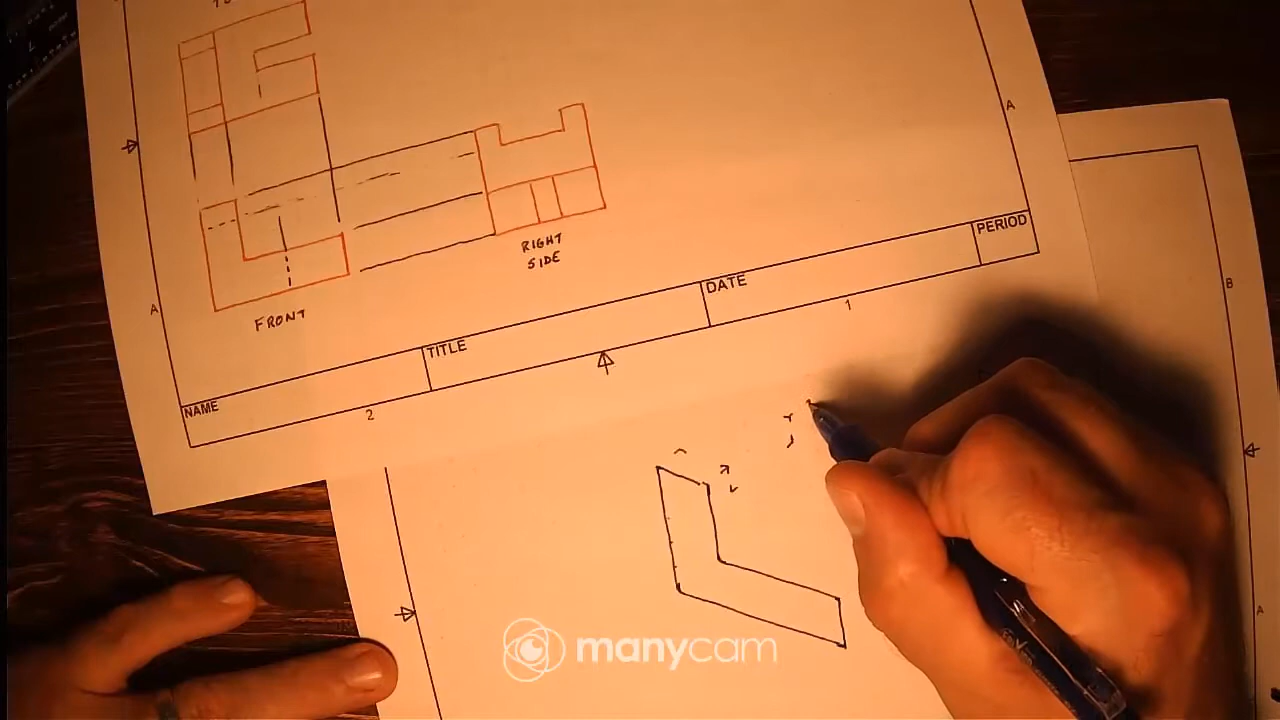 A
RIGHT
SIDE
PERIOD
DATE
1
A
FRONT
TITLE
NAME
2
B
A
manycam